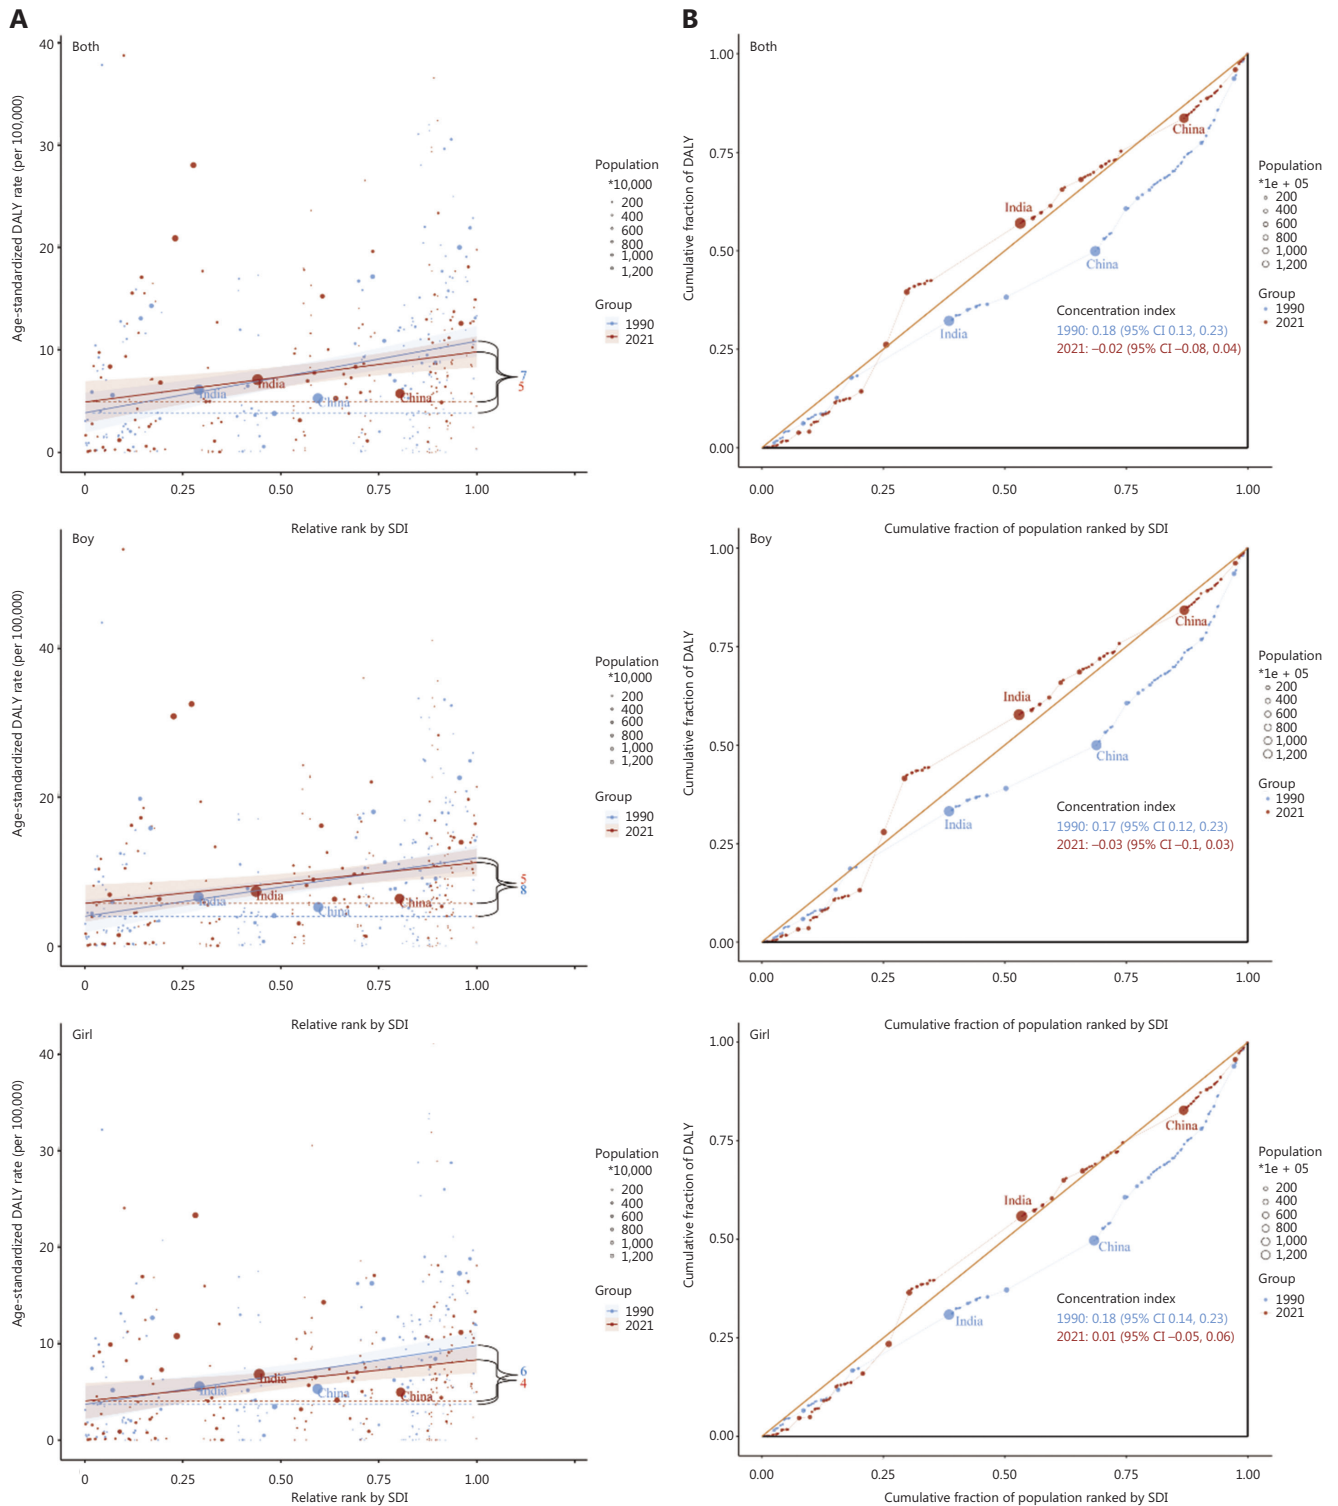 A
Both
Age-standardized DALY rate (per 100,000)
40
30
20
10
0
India
India
China
China
7
5
0 0.25 0.50 0.75 1.00
Relative rank by SDI
Population
*10,000
200
400
600
800
1,000
1,200
Group
1990
2021
B
Both
Cumulative fraction of DALY
1.00
0.75
0.50
0.25
0.00
China
India
China
India
Concentration index
1990: 0.18 (95% CI 0.13, 0.23)
2021: –0.02 (95% CI –0.08, 0.04)
0.00 0.25 0.50 0.75 1.00
Cumulative fraction of population ranked by SDI
Population
*1e + 05
200
400
600
800
1,000
1,200
Group
1990
2021
Boy
Age-standardized DALY rate (per 100,000)
40
20
0
India
India
China
China
5
8
0 0.25 0.50 0.75 1.00
Relative rank by SDI
Population
*10,000
200
400
600
800
1,000
1,200
Group
1990
2021
Boy
Cumulative fraction of DALY
1.00
0.75
0.50
0.25
0.00
China
India
China
India
Concentration index
1990: 0.17 (95% CI 0.12, 0.23)
2021: –0.03 (95% CI –0.1, 0.03)
0.00 0.25 0.50 0.75 1.00
Cumulative fraction of population ranked by SDI
Population
*1e + 05
200
400
600
800
1,000
1,200
Group
1990
2021
Girl
Age-standardized DALY rate (per 100,000)
40
30
20
10
0
India
India
China
China
6
4
0 0.25 0.50 0.75 1.00
Relative rank by SDI
Population
*10,000
200
400
600
800
1,000
1,200
Group
1990
2021
Girl
Cumulative fraction of DALY
1.00
0.75
0.50
0.25
0.00
China
India
China
India
Concentration index
1990: 0.18 (95% CI 0.14, 0.23)
2021: 0.01 (95% CI –0.05, 0.06)
0.00 0.25 0.50 0.75 1.00
Cumulative fraction of population ranked by SDI
Population
*1e + 05
200
400
600
800
1,000
1,200
Group
1990
2021